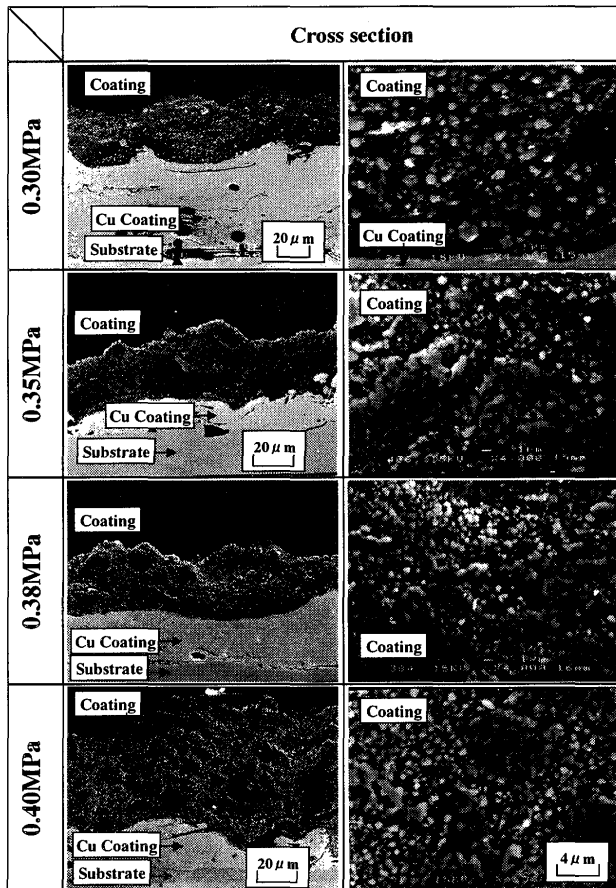 Cross section
0.30MPa
Coating
Cu Coating
Substrate
20 μm
Coating
Cu Coating
0.35MPa
Coating
Cu Coating
Substrate
20 μm
Coating
0.38MPa
Coating
Cu Coating
Substrate
Coating
0.40MPa
Coating
Cu Coating
Substrate
20 μm
Coating
4 μm